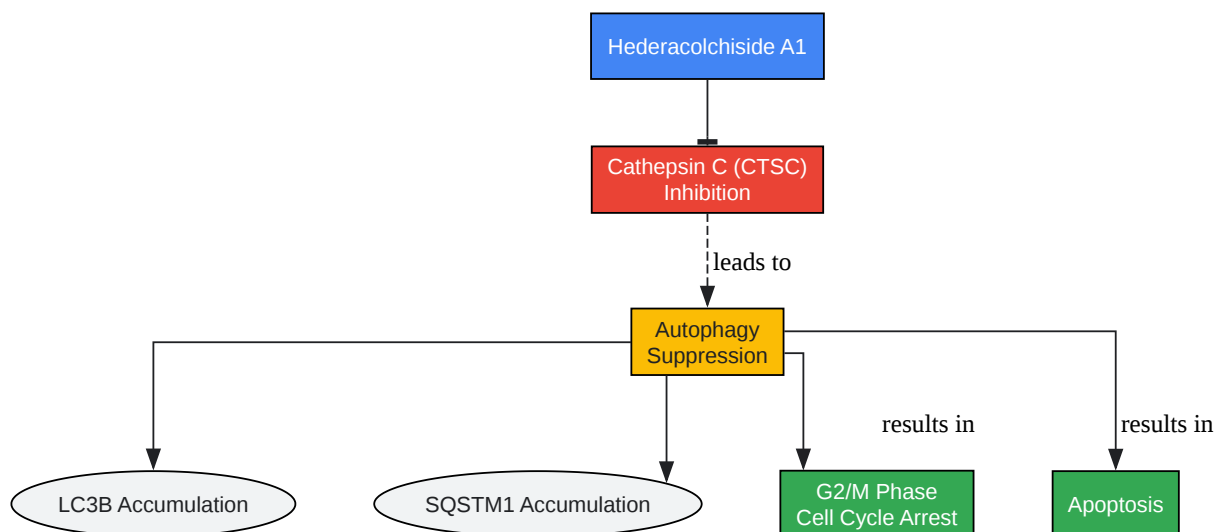 Hederacolchiside A1
Cathepsin C (CTSC)
Inhibition
leads to
Autophagy
Suppression
results in
results in
LC3B Accumulation
SQSTM1 Accumulation
G2/M Phase
Cell Cycle Arrest
Apoptosis